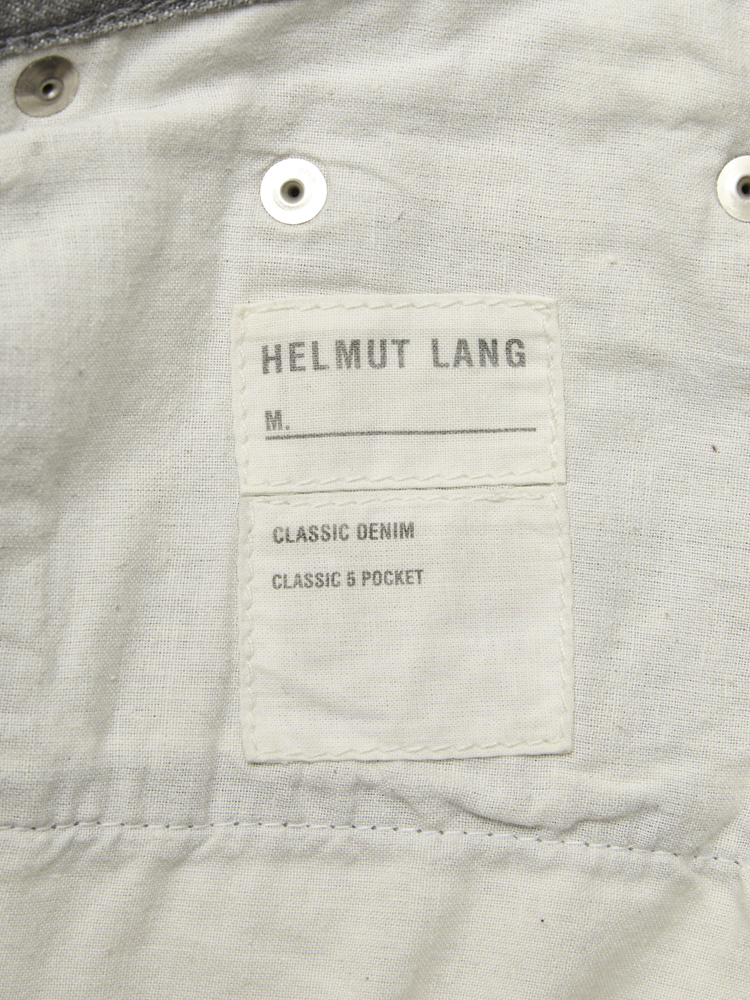 HELMUT LANG
M.
CLASSIC DENIM
CLASSIC 5 POCKET